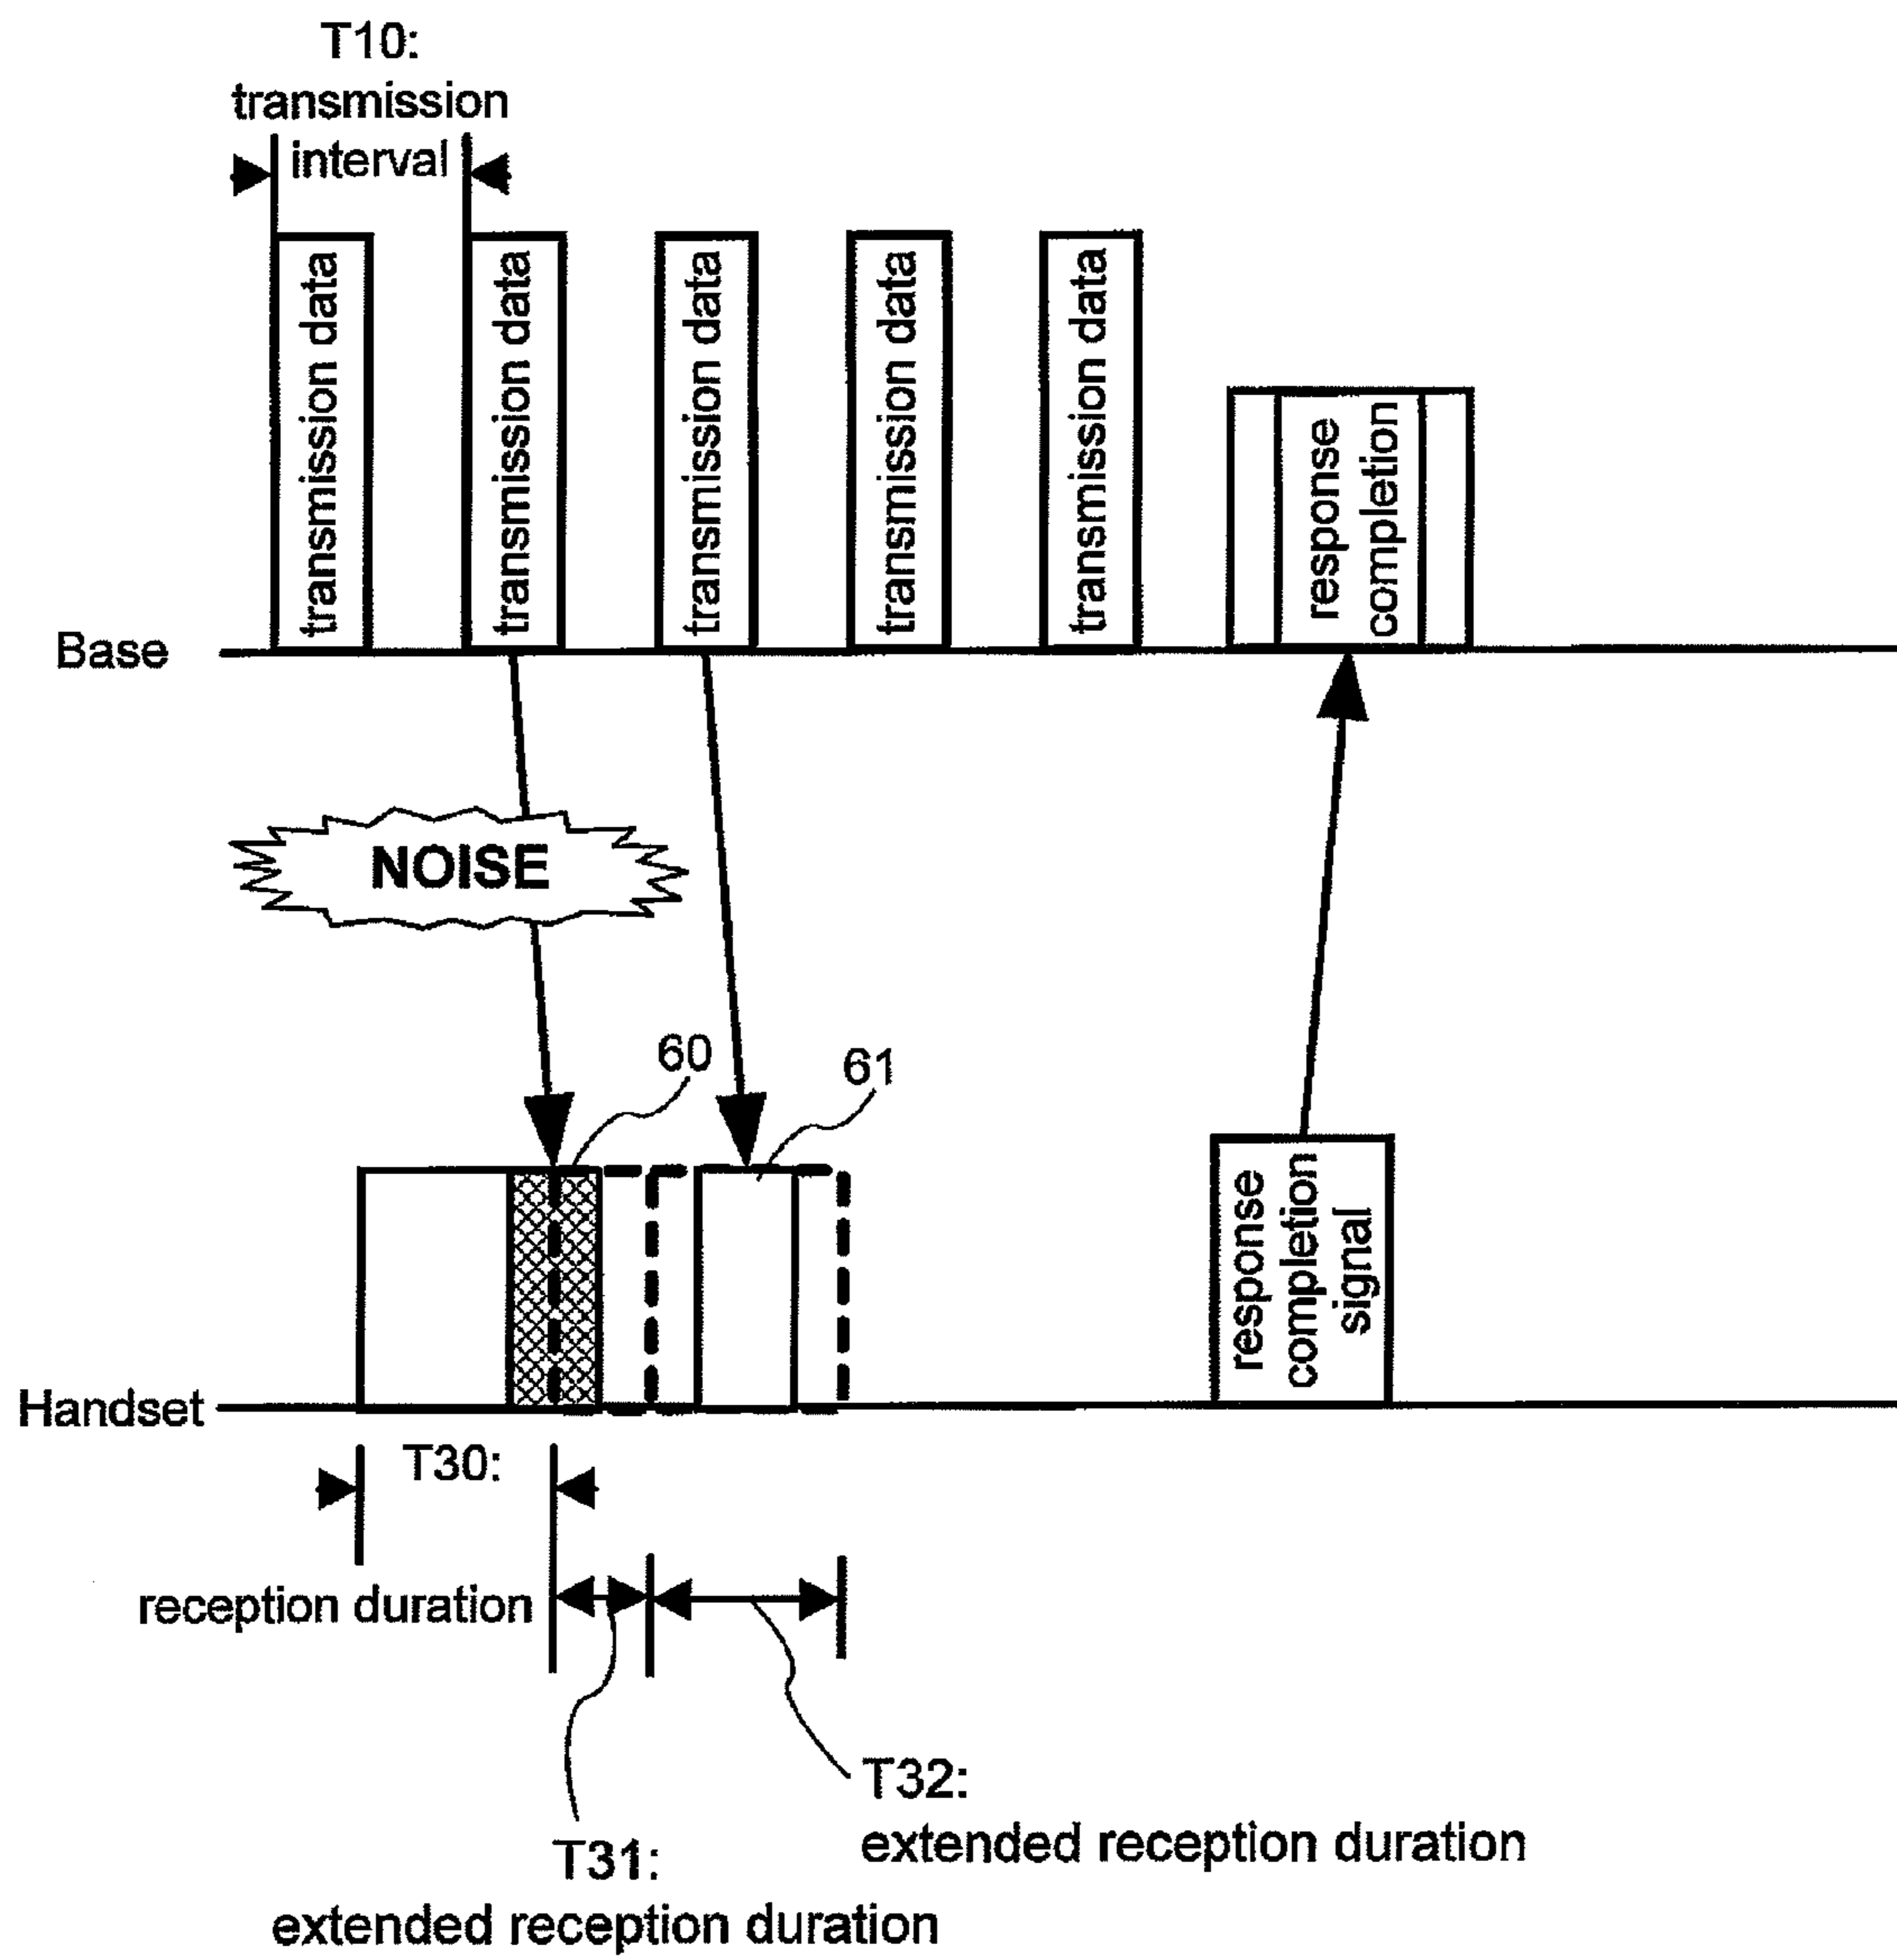 T10:
transmission
interval
transmission data
transmission data
transmission data
transmission data
transmission data
response
completion
Base
NOISE
60
61
response
completion
signal
Handset
T30:
reception duration
T32:
extended reception duration
T31:
extended reception duration